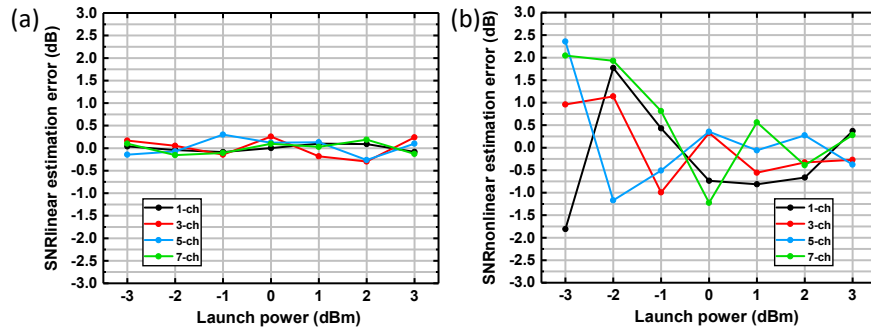 (a)
SNRlinear estimation error (dB)
3.0
2.5
2.0
1.5
1.0
0.5
0.0
-0.5
-1.0
-1.5
-2.0
-2.5
-3.0
1-ch
3-ch
5-ch
7-ch
-3 -2 -1 0 1 2 3
Launch power (dBm)
(b)
SNRnonlinear estimation error (dB)
3.0
2.5
2.0
1.5
1.0
0.5
0.0
-0.5
-1.0
-1.5
-2.0
-2.5
-3.0
1-ch
3-ch
5-ch
7-ch
-3 -2 -1 0 1 2 3
Launch power (dBm)